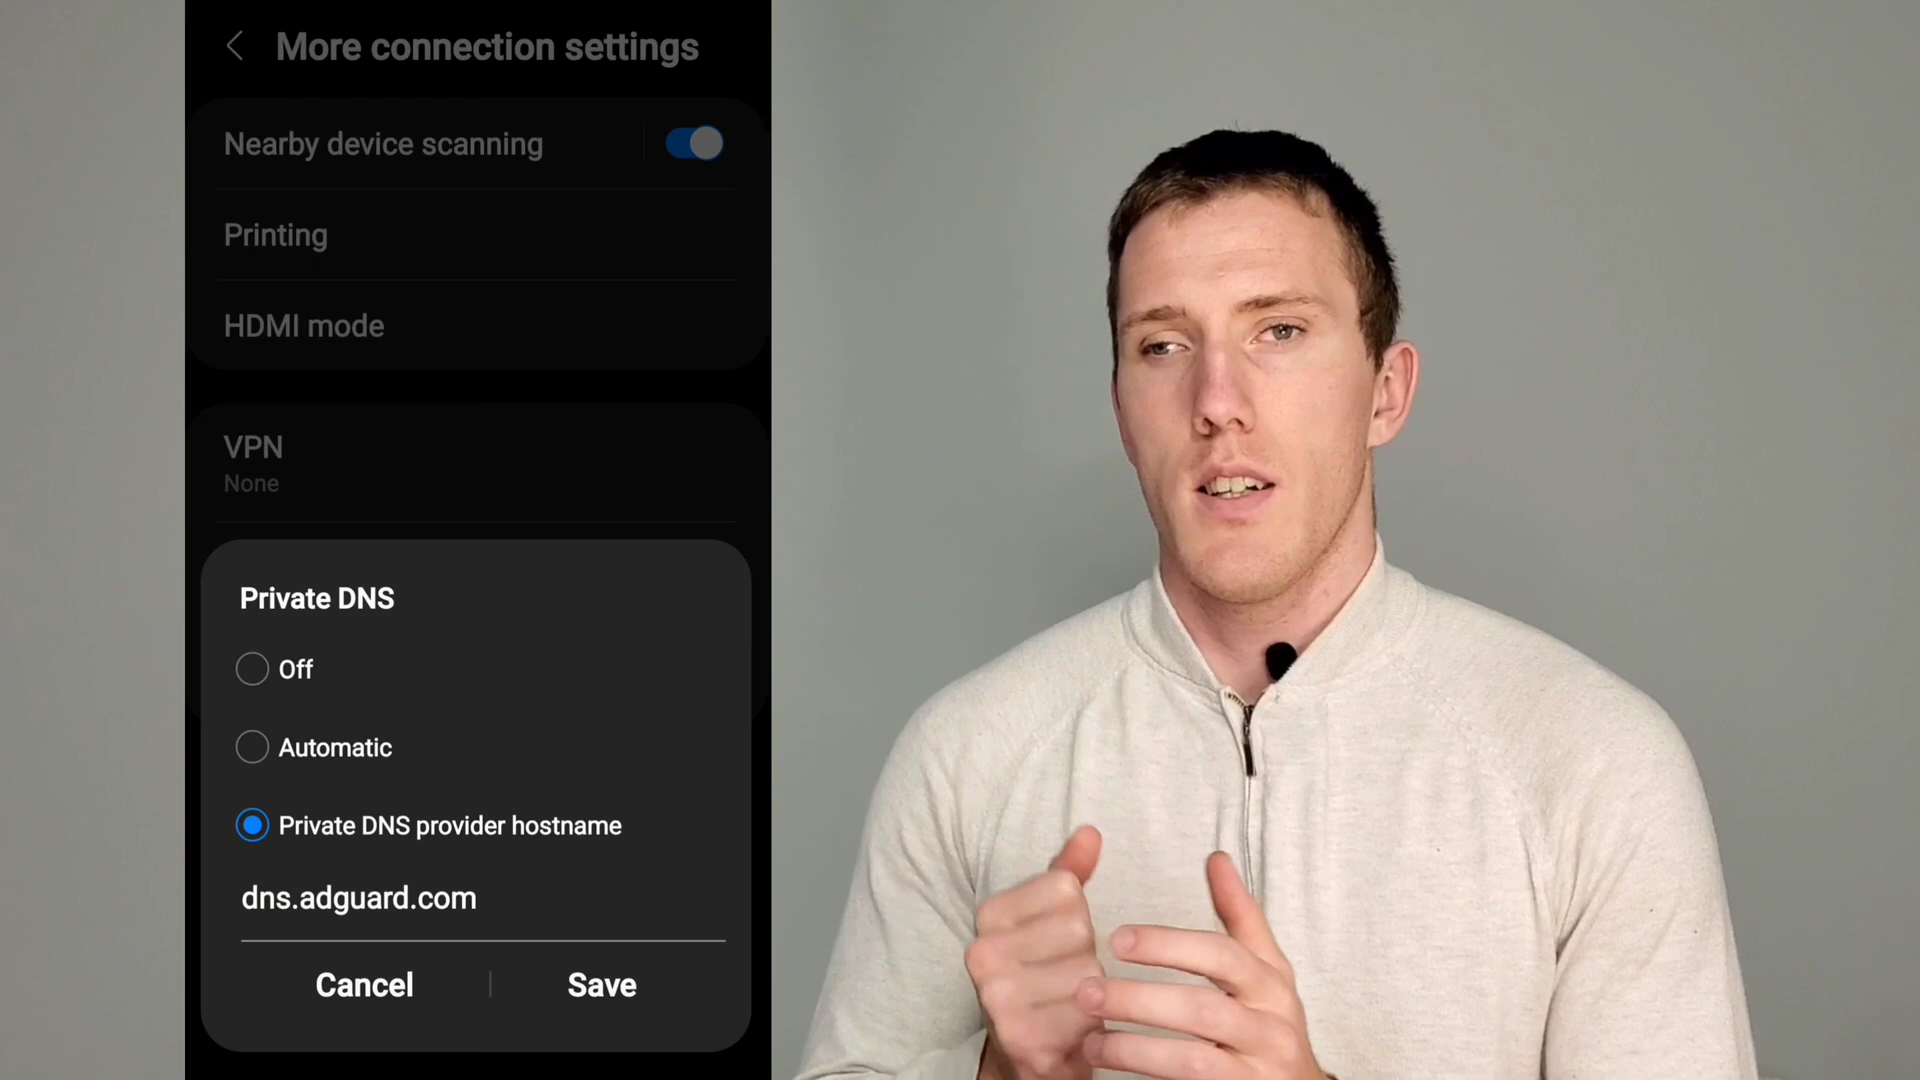 More connection settings
Nearby device scanning
Printing
HDMI mode
VPN
None
Private DNS
Off
Automatic
Private DNS provider hostname
dns.adguard.com
Cancel
Save